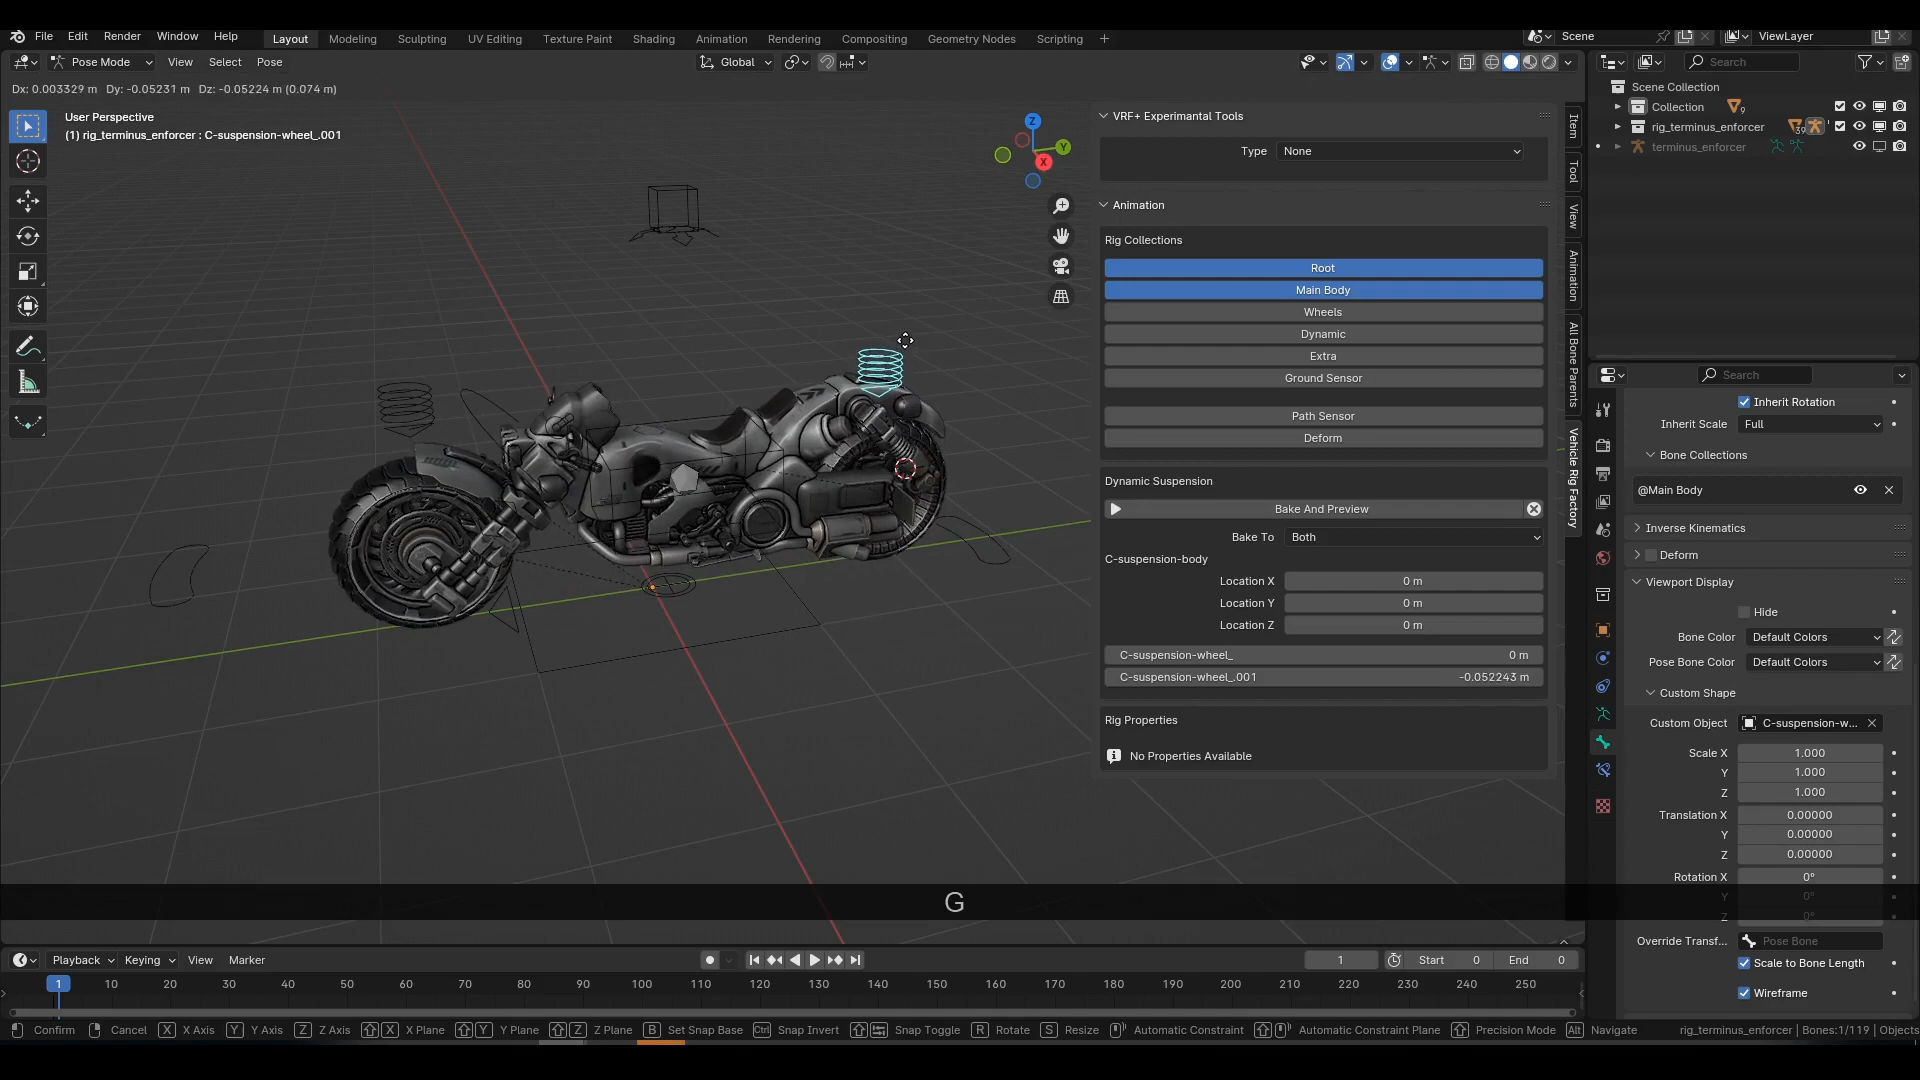 File Edit Render Window Help
Layout Modeling Sculpting UV Editing Texture Paint Shading Animation Rendering Compositing Geometry Nodes Scripting +
Scene
ViewLayer
Pose Mode View Select Pose
Global
Search
Dx: 0.003329 m Dy: -0.05231 m Dz: -0.05224 m (0.074 m)
User Perspective
(1) rig_terminus_enforcer : C-suspension-wheel_.001
Z
Y
X
VRF+ Experimantal Tools
Type None
Animation
Rig Collections
Root
Main Body
Wheels
Dynamic
Extra
Ground Sensor
Path Sensor
Deform
Dynamic Suspension
Bake And Preview
Bake To Both
C-suspension-body
Location X 0 m
Location Y 0 m
Location Z 0 m
C-suspension-wheel_ 0 m
C-suspension-wheel_.001 -0.052243 m
Rig Properties
No Properties Available
Item
Tool
View
Animation
All Bone Parents
Vehicle Rig Factory
Scene Collection
Collection 9
rig_terminus_enforcer 39
terminus_enforcer
Search
Inherit Rotation
Inherit Scale Full
Bone Collections
@Main Body
Inverse Kinematics
Deform
Viewport Display
Hide
Bone Color Default Colors
Pose Bone Color Default Colors
Custom Shape
Custom Object C-suspension-w...
Scale X 1.000
Y 1.000
Z 1.000
Translation X 0.00000
Y 0.00000
Z 0.00000
Rotation X 0°
Y 0°
Z 0°
Override Transf... Pose Bone
Scale to Bone Length
Wireframe
G
Playback Keying View Marker
1 Start 0 End 0
1 10 20 30 40 50 60 70 80 90 100 110 120 130 140 150 160 170 180 190 200 210 220 230 240 250
Confirm Cancel X X Axis Y Y Axis Z Z Axis X X Plane Y Y Plane Z Z Plane B Set Snap Base Ctrl Snap Invert Snap Toggle R Rotate S Resize Automatic Constraint Automatic Constraint Plane Precision Mode Alt Navigate rig_terminus_enforcer | Bones:1/119 | Objects